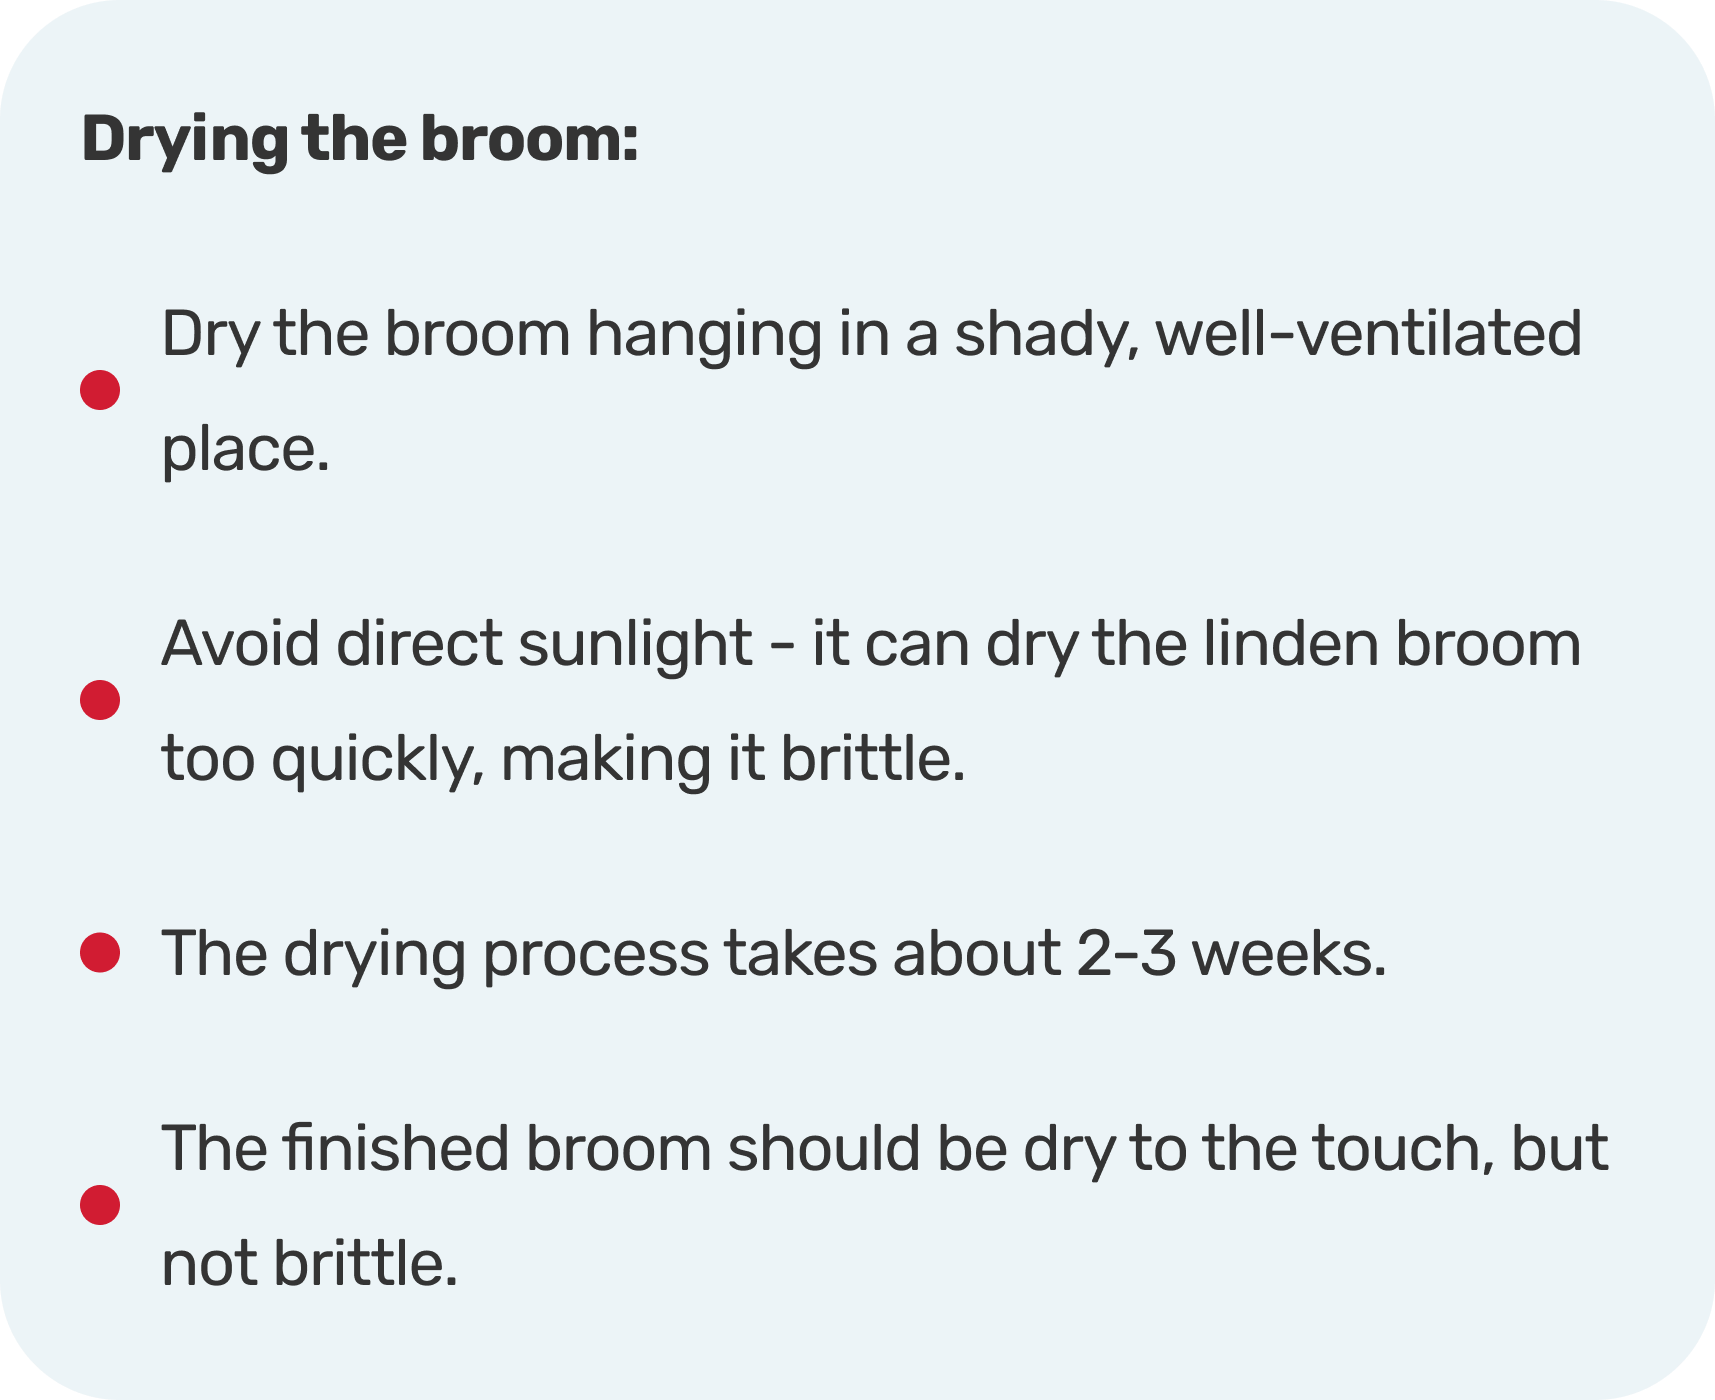 Drying the broom:
Dry the broom hanging in a shady, well-ventilated
place.
Avoid direct sunlight - it can dry the linden broom
too quickly, making it brittle.
The drying process takes about 2-3 weeks.
The finished broom should be dry to the touch, but
not brittle.